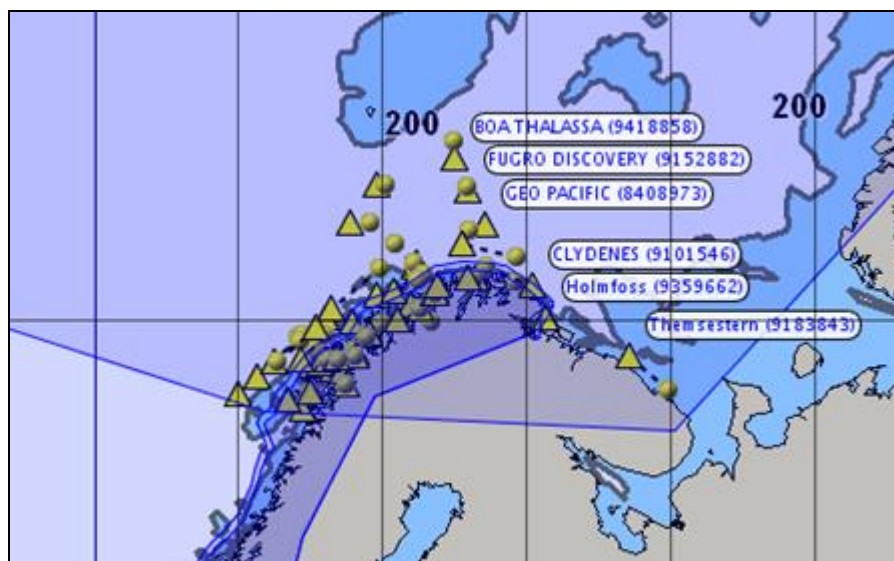 200
200
BOA THALASSA (9418858)
FUGRO DISCOVERY (9152882)
GEO PACIFIC (8408973)
CLYDENES (9101546)
Holmfoss (9359662)
Themsestern (9183843)